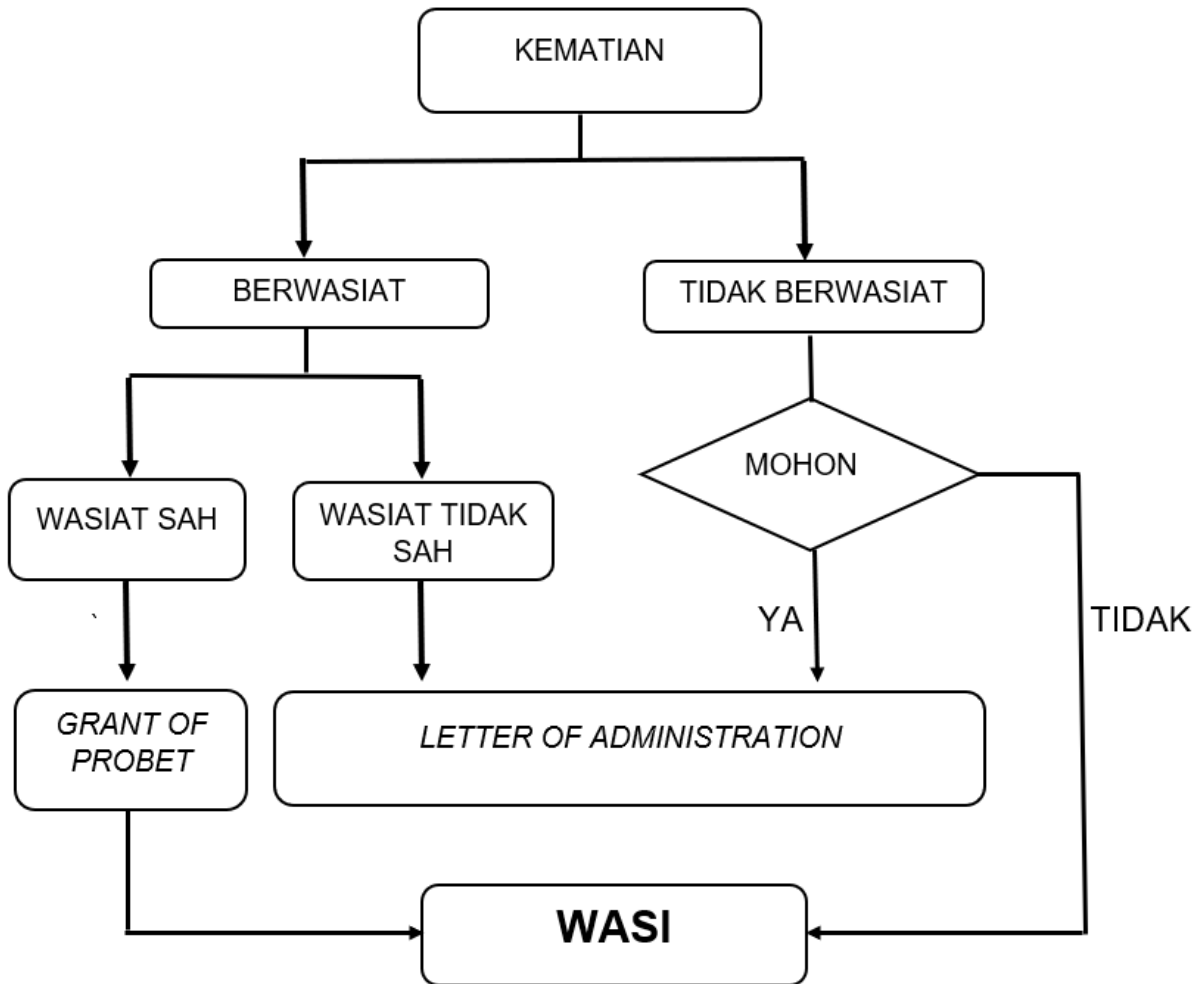 KEMATIAN
BERWASIAT
TIDAK BERWASIAT
MOHON
WASIAT SAH
WASIAT TIDAK
SAH
`
YA
TIDAK
GRANT OF
PROBET
LETTER OF ADMINISTRATION
WASI